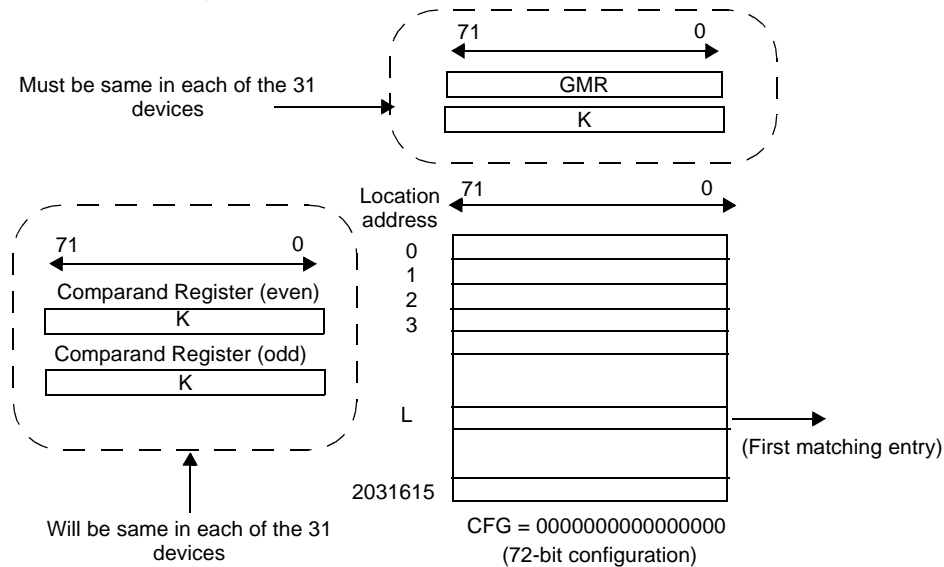 71 0
Must be same in each of the 31
devices
GMR
K
Location
address
71 0
71 0
Comparand Register (even)
K
Comparand Register (odd)
K
0
1
2
3
L
(First matching entry)
2031615
Will be same in each of the 31
devices
CFG = 0000000000000000
(72-bit configuration)